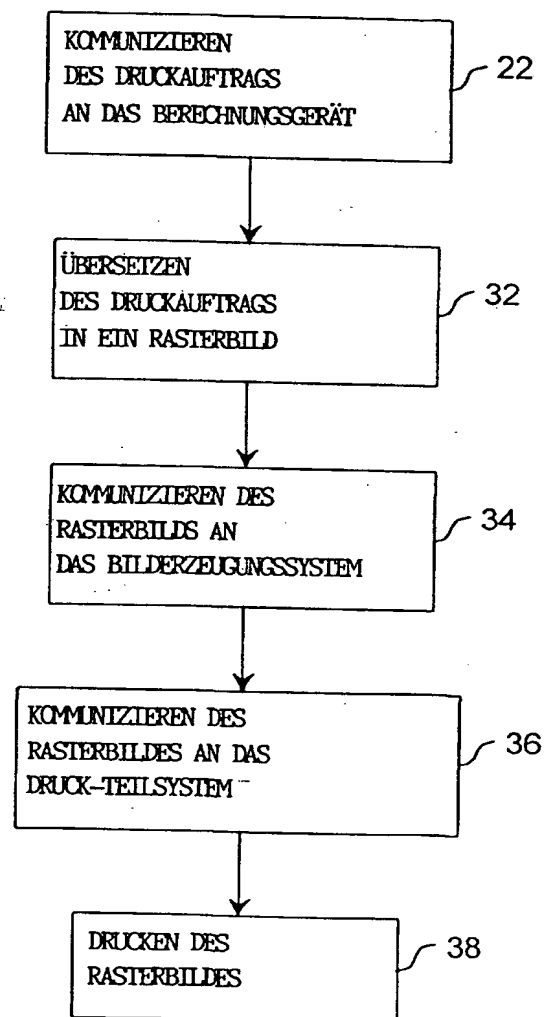 KOMMUNIZIEREN
DES DRUCKAUFTRAGS
AN DAS BERECHNUNGSGERÄT
22
ÜBERSETZEN
DES DRUCKAUFTRAGS
IN EIN RASTERBILD
32
KOMMUNIZIEREN DES
RASTERBILDS AN
DAS BILDERZEUGUNGSSYSTEM
34
KOMMUNIZIEREN DES
RASTERBILDES AN DAS
DRUCK-TEILSYSTEM
36
DRUCKEN DES
RASTERBILDES
38